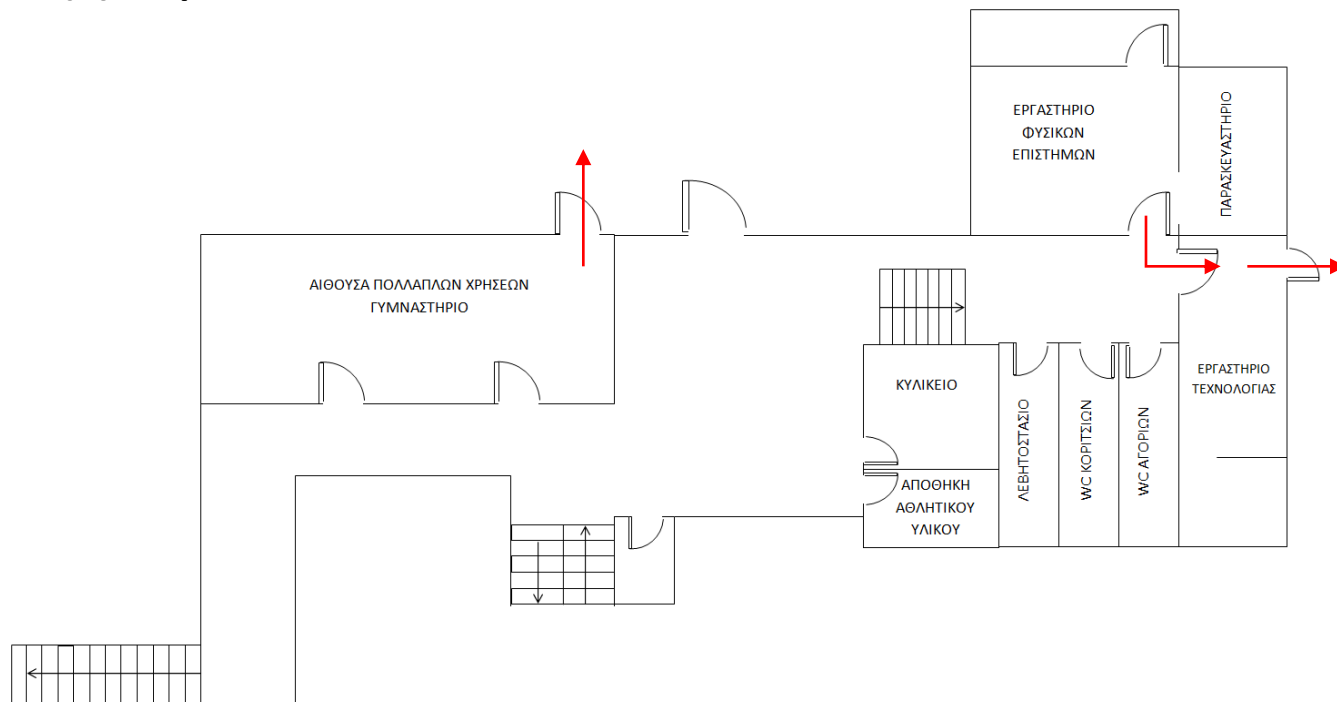 ΕΡΓΑΣΤΗΡΙΟ
ΦΥΣΙΚΩΝ
ΕΠΙΣΤΗΜΩΝ
ΠΑΡΑΣΚΕΥΑΣΤΗΡΙΟ
ΑΙΘΟΥΣΑ ΠΟΛΛΑΠΛΩΝ ΧΡΗΣΕΩΝ
ΓΥΜΝΑΣΤΗΡΙΟ
ΚΥΛΙΚΕΙΟ
ΕΡΓΑΣΤΗΡΙΟ
ΤΕΧΝΟΛΟΓΙΑΣ
ΛΕΒΗΤΟΣΤΑΣΙΟ
WC ΚΟΡΙΤΣΙΩΝ
WC ΑΓΟΡΙΩΝ
ΑΠΟΘΗΚΗ
ΑΘΛΗΤΙΚΟΥ
ΥΛΙΚΟΥ